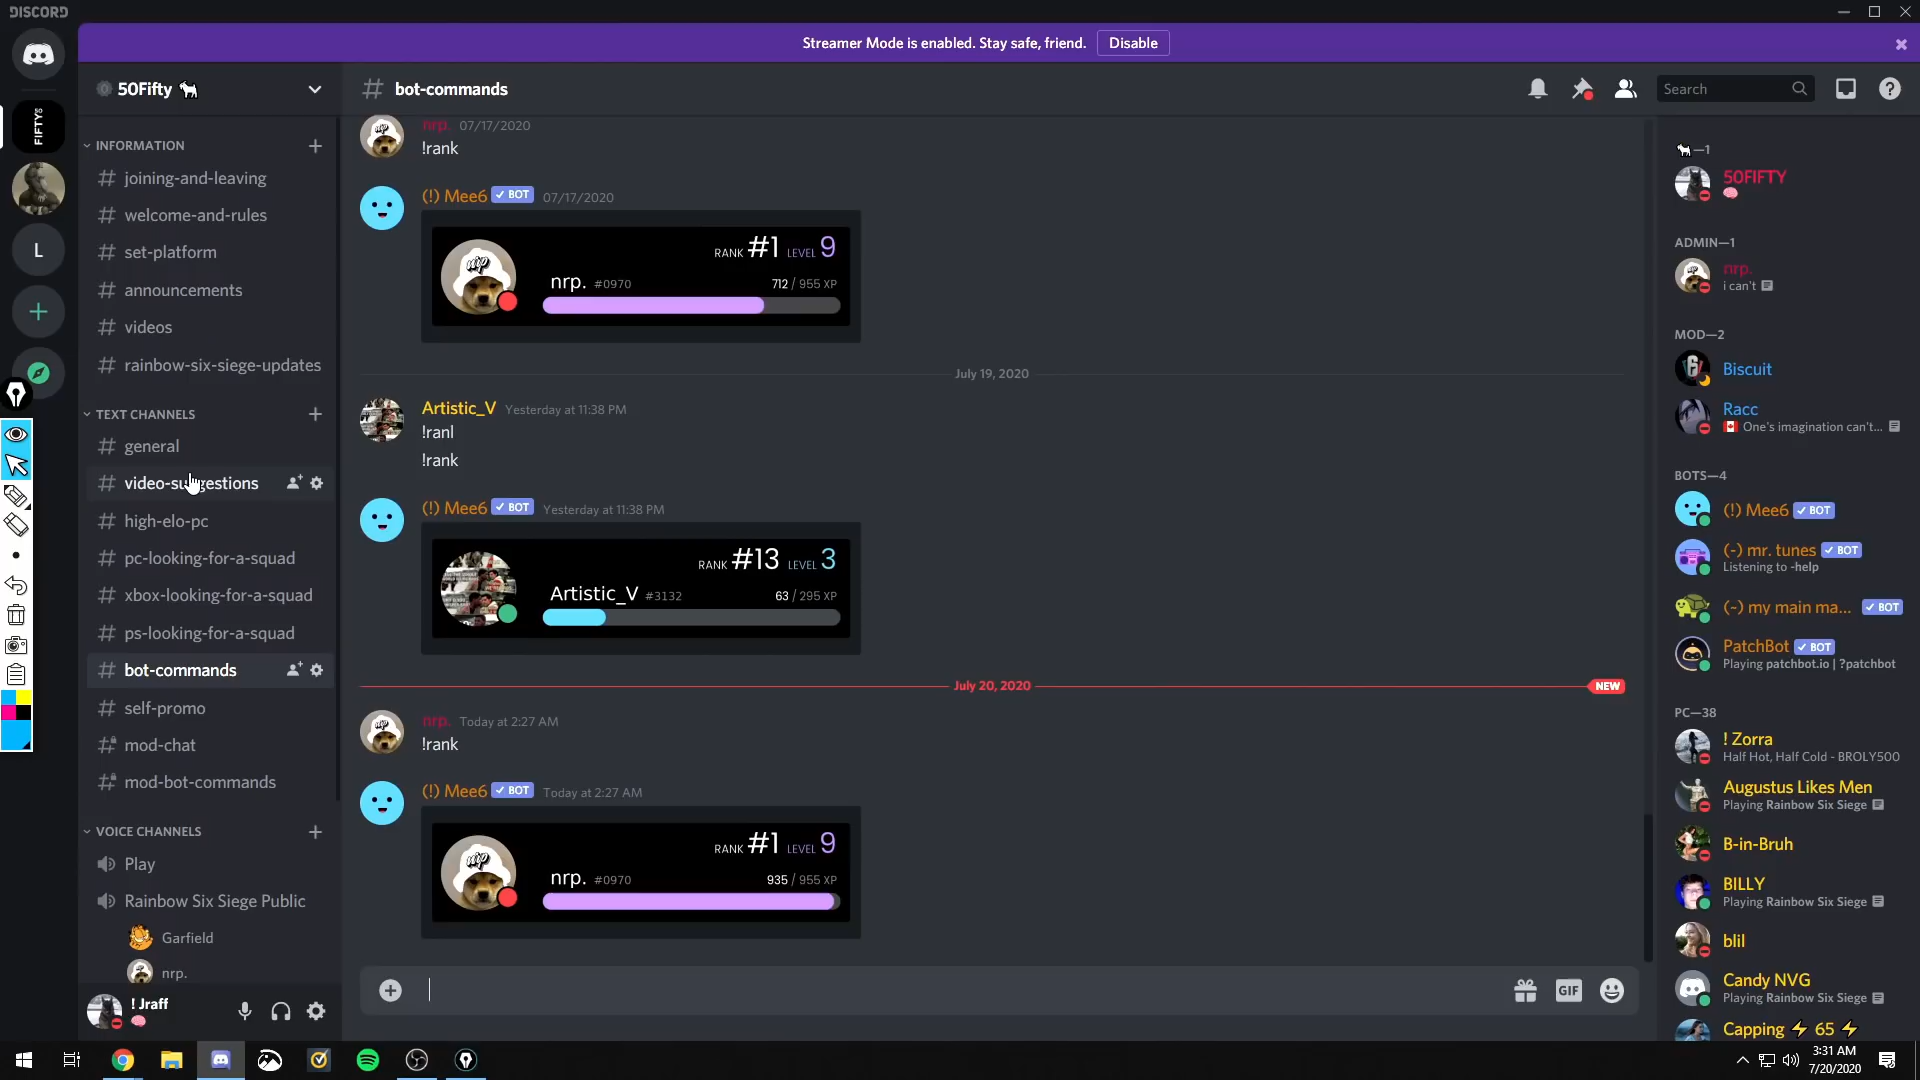 DISCORD
Streamer Mode is enabled. Stay safe, friend.
Disable
FIFTY50
L
50Fifty
INFORMATION
joining-and-leaving
welcome-and-rules
set-platform
announcements
videos
rainbow-six-siege-updates
TEXT CHANNELS
general
video-suggestions
high-elo-pc
pc-looking-for-a-squad
xbox-looking-for-a-squad
ps-looking-for-a-squad
bot-commands
self-promo
mod-chat
mod-bot-commands
VOICE CHANNELS
Play
Rainbow Six Siege Public
Garfield
nrp.
! Jraff
# bot-commands
Search
nrp. 07/17/2020
!rank
(!) Mee6 ✓ BOT 07/17/2020
RANK #1 LEVEL 9
nrp. #0970 712 / 955 XP
July 19, 2020
Artistic_V Yesterday at 11:38 PM
!ranl
!rank
(!) Mee6 ✓ BOT Yesterday at 11:38 PM
RANK #13 LEVEL 3
Artistic_V #3132 63 / 295 XP
July 20, 2020 NEW
nrp. Today at 2:27 AM
!rank
(!) Mee6 ✓ BOT Today at 2:27 AM
RANK #1 LEVEL 9
nrp. #0970 935 / 955 XP
GIF
—1
50FIFTY
ADMIN—1
nrp.
i can't
MOD—2
Biscuit
Racc
One's imagination can't...
BOTS—4
(!) Mee6 ✓ BOT
(-) mr. tunes ✓ BOT
Listening to -help
(~) my main ma... ✓ BOT
PatchBot ✓ BOT
Playing patchbot.io | ?patchbot
PC—38
! Zorra
Half Hot, Half Cold - BROLY500
Augustus Likes Men
Playing Rainbow Six Siege
B-in-Bruh
BILLY
Playing Rainbow Six Siege
blil
Candy NVG
Playing Rainbow Six Siege
Capping ⚡ 65 ⚡
3:31 AM
7/20/2020